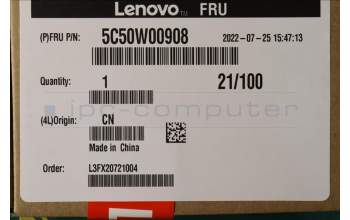 Lenovo FRU
(P)FRU P/N: 5C50W00908 2022-07-25 15:47:13
Quantity: 1 21/100
(4L)Origin: CN
Made in China
Order: L3FX20721004
ipc-computer